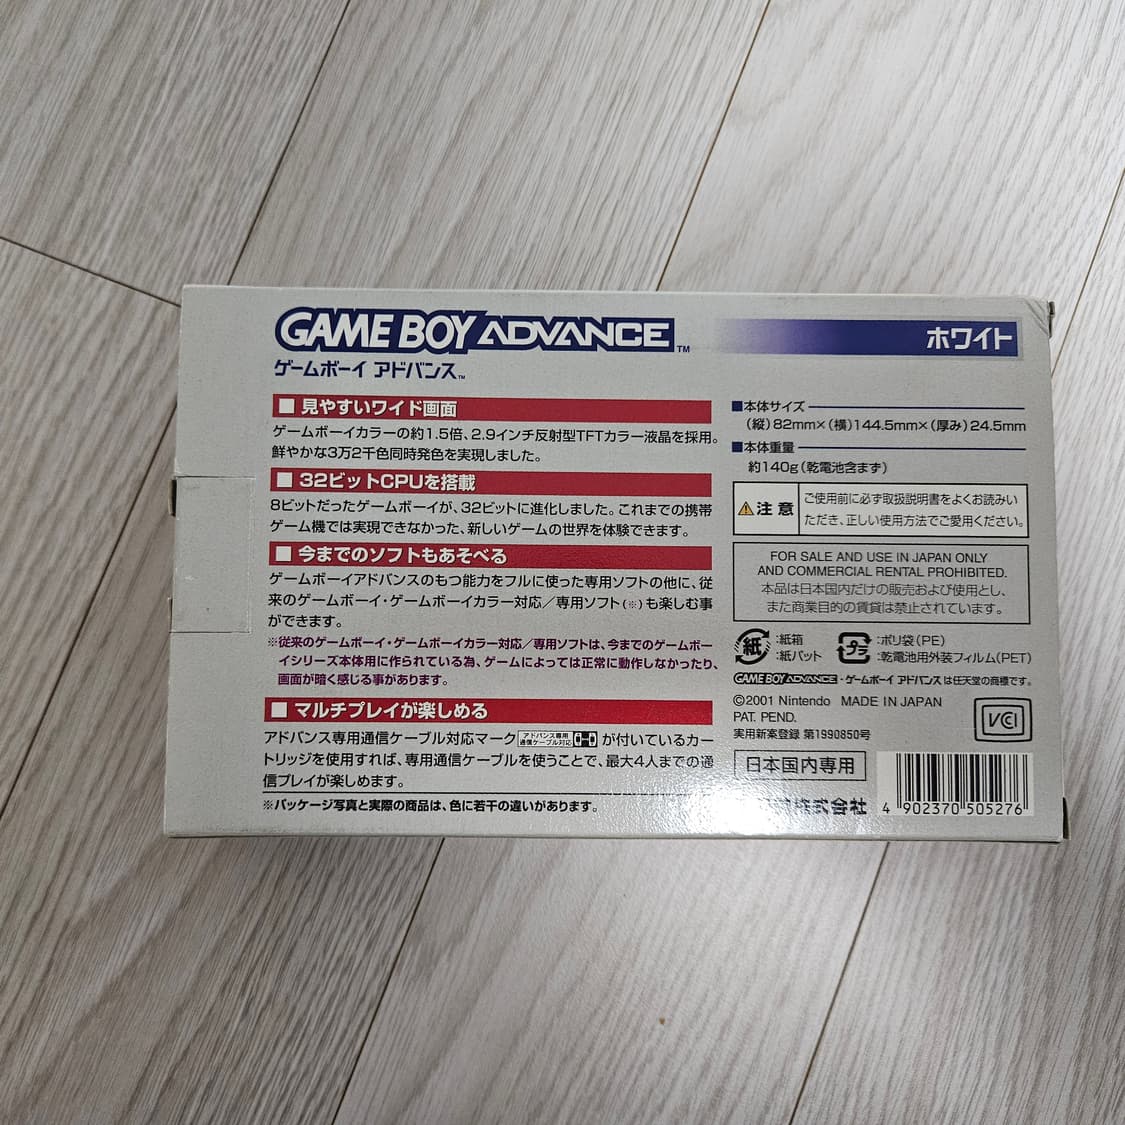 GAME BOY ADVANCE™
ゲームボーイ アドバンス™
ホワイト
■ 見やすいワイド画面
ゲームボーイカラーの約1.5倍、2.9インチ反射型TFTカラー液晶を採用。
鮮やかな3万2千色同時発色を実現しました。
■ 32ビットCPUを搭載
8ビットだったゲームボーイが、32ビットに進化しました。これまでの携帯
ゲーム機では実現できなかった、新しいゲームの世界を体験できます。
■ 今までのソフトもあそべる
ゲームボーイアドバンスのもつ能力をフルに使った専用ソフトの他に、従
来のゲームボーイ・ゲームボーイカラー対応／専用ソフト(※)も楽しむ事
ができます。
※従来のゲームボーイ・ゲームボーイカラー対応／専用ソフトは、今までのゲームボー
イシリーズ本体用に作られている為、ゲームによっては正常に動作しなかったり、
画面が暗く感じる事があります。
■ マルチプレイが楽しめる
アドバンス専用通信ケーブル対応マーク アドバンス専用 通信ケーブル対応 が付いているカー
トリッジを使用すれば、専用通信ケーブルを使うことで、最大4人までの通
信プレイが楽しめます。
※パッケージ写真と実際の商品は、色に若干の違いがあります。
■本体サイズ
(縦)82mm×(横)144.5mm×(厚み)24.5mm
■本体重量
約140g(乾電池含まず)
注意
ご使用前に必ず取扱説明書をよくお読みい
ただき、正しい使用方法でご愛用ください。
FOR SALE AND USE IN JAPAN ONLY
AND COMMERCIAL RENTAL PROHIBITED.
本品は日本国内だけの販売および使用とし、
また商業目的の賃貸は禁止されています。
紙 :紙箱
:紙パット
プラ :ポリ袋(PE)
:乾電池用外装フィルム(PET)
GAME BOY ADVANCE・ゲームボーイ アドバンスは任天堂の商標です。
©2001 Nintendo MADE IN JAPAN
PAT. PEND.
実用新案登録 第1990850号
VCI
日本国内専用
株式会社
4 902370 505276